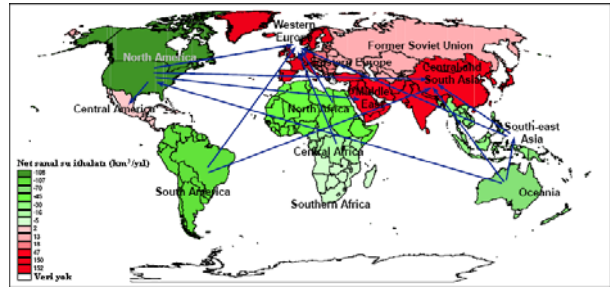 Western
Europe
Former Soviet Union
North America
Eastern Europe
Central and
South Asia
Middle
East
Central America
North Africa
South-east
Asia
Net sanal su ithalatı (km³/yıl)
-108
-107
-70
-45
-30
-16
-5
2
13
18
47
150
152
Veri yok
Central Africa
South America
Southern Africa
Oceania